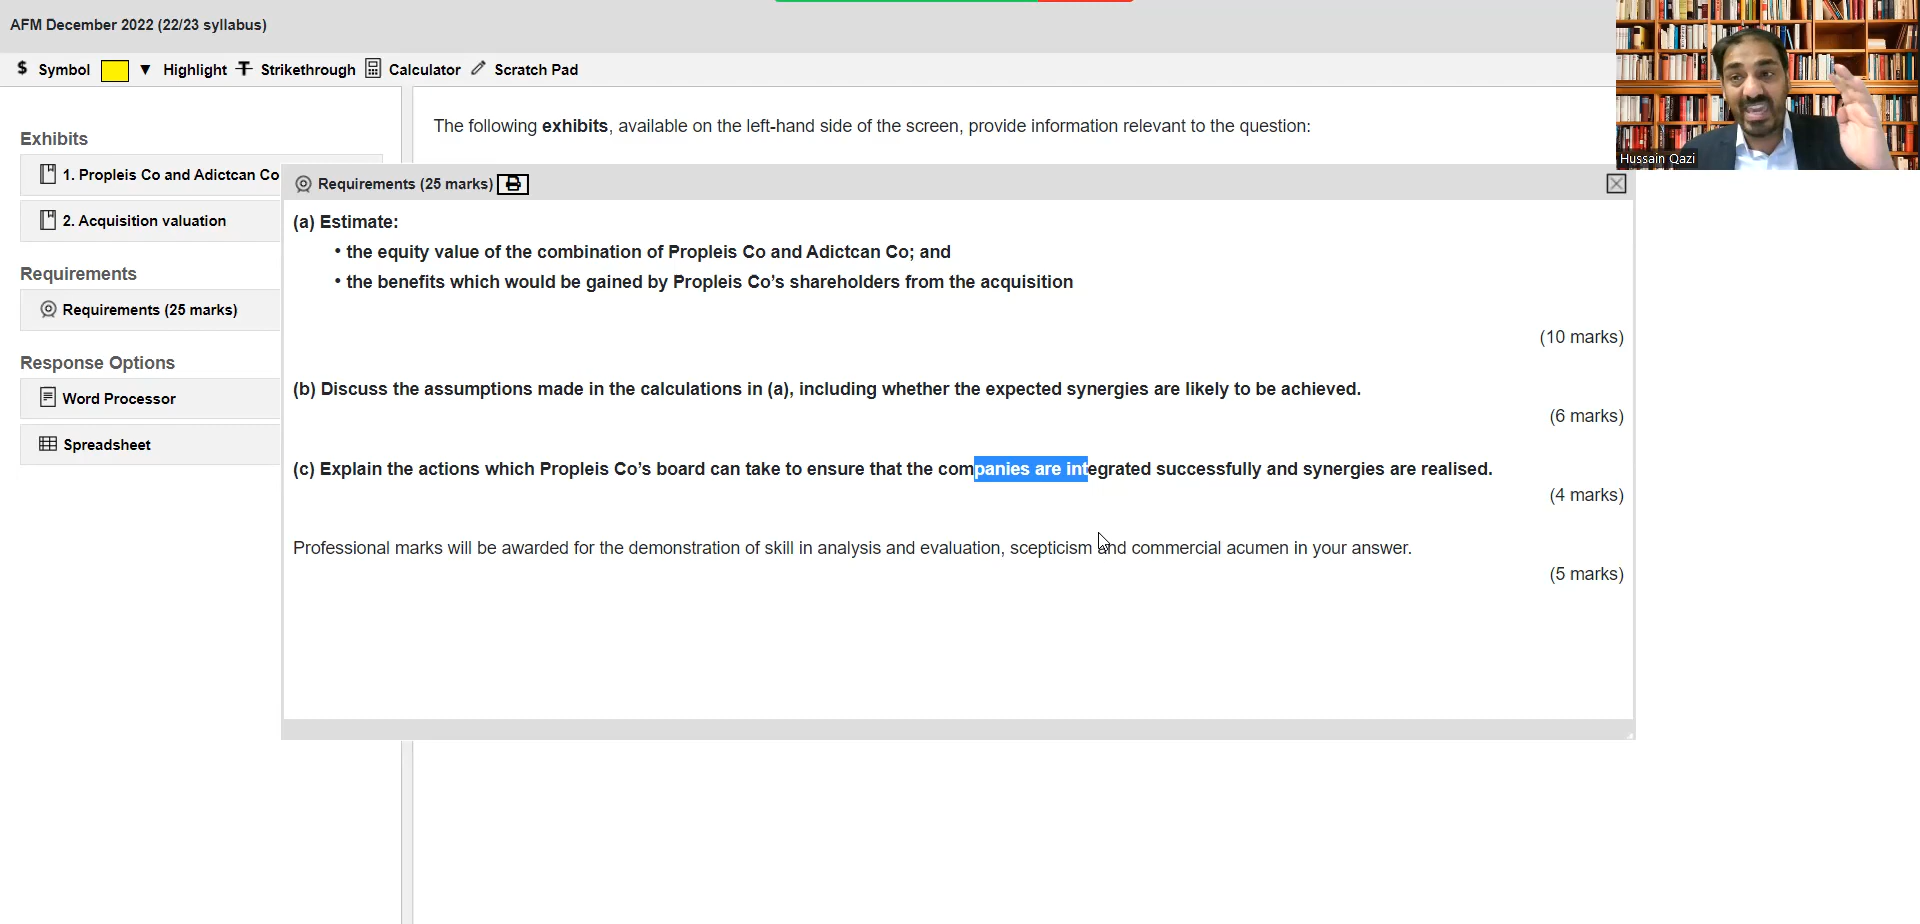 AFM December 2022 (22/23 syllabus)
$ Symbol ▼ Highlight T Strikethrough Calculator Scratch Pad
Exhibits
1. Propleis Co and Adictcan Co
2. Acquisition valuation
Requirements
Requirements (25 marks)
Response Options
Word Processor
Spreadsheet
The following exhibits, available on the left-hand side of the screen, provide information relevant to the question:
Hussain Qazi
Requirements (25 marks)
(a) Estimate:
• the equity value of the combination of Propleis Co and Adictcan Co; and
• the benefits which would be gained by Propleis Co’s shareholders from the acquisition
(10 marks)
(b) Discuss the assumptions made in the calculations in (a), including whether the expected synergies are likely to be achieved.
(6 marks)
(c) Explain the actions which Propleis Co’s board can take to ensure that the companies are integrated successfully and synergies are realised.
(4 marks)
Professional marks will be awarded for the demonstration of skill in analysis and evaluation, scepticism and commercial acumen in your answer.
(5 marks)